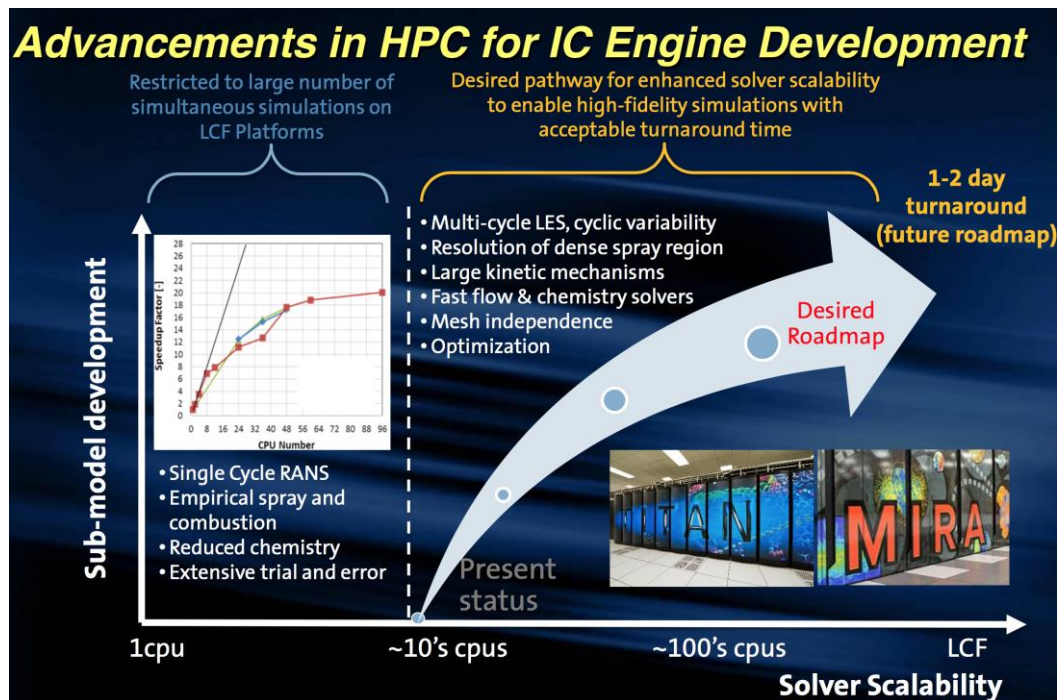 Advancements in HPC for IC Engine Development
Restricted to large number of
simultaneous simulations on
LCF Platforms
Desired pathway for enhanced solver scalability
to enable high-fidelity simulations with
acceptable turnaround time
1-2 day
turnaround
(future roadmap)
Sub-model development
Speedup Factor [-]
28
26
24
22
20
18
16
14
12
10
8
6
4
2
0
0 8 16 24 32 40 48 56 64 72 80 88 96
CPU Number
• Single Cycle RANS
• Empirical spray and
combustion
• Reduced chemistry
• Extensive trial and error
• Multi-cycle LES, cyclic variability
• Resolution of dense spray region
• Large kinetic mechanisms
• Fast flow & chemistry solvers
• Mesh independence
• Optimization
Desired
Roadmap
TITAN
MIRA
Present
status
1cpu
~10's cpus
~100's cpus
LCF
Solver Scalability